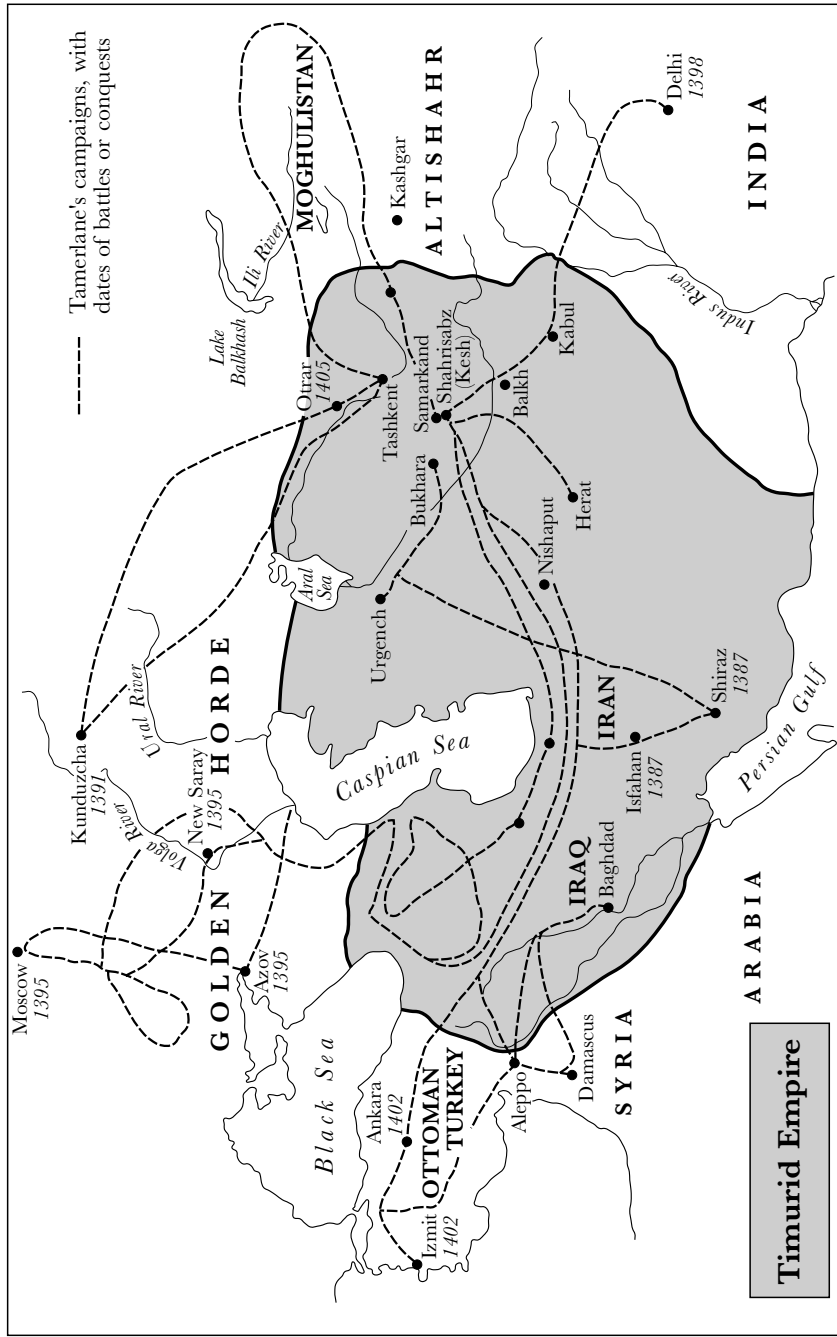 Tamerlane's campaigns, with
dates of battles or conquests
Moscow
1395
Kunduzcha
1391
Volga River
Ural River
New Saray
1395
GOLDEN HORDE
Azov
1395
Black Sea
Caspian Sea
Aral
Sea
Lake
Balkhash
Ili River
MOGHULISTAN
Otrar
1405
Tashkent
Kashgar
ALTISHAHR
Urgench
Bukhara
Samarkand
Shahrisabz
(Kesh)
Balkh
Kabul
Herat
Nishaput
Delhi
1398
INDIA
Indus River
Ankara
1402
OTTOMAN
TURKEY
Izmit
1402
Aleppo
Damascus
SYRIA
IRAQ
Baghdad
IRAN
Isfahan
1387
Shiraz
1387
Persian Gulf
ARABIA
Timurid Empire